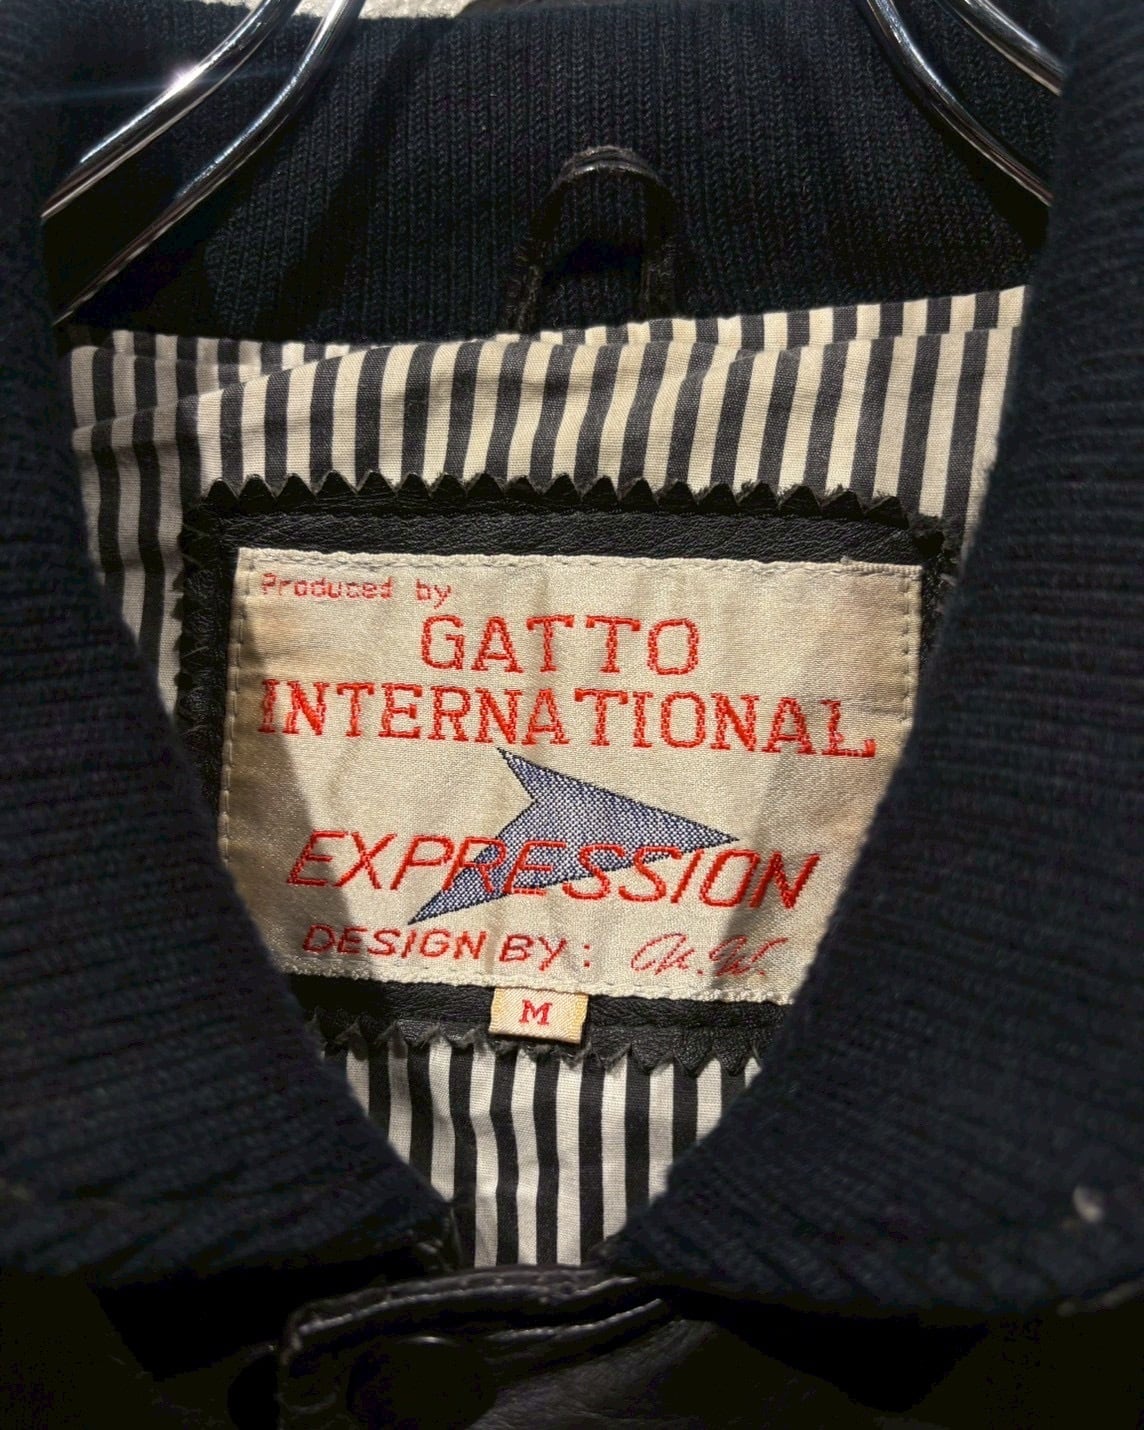 Produced by
GATTO
INTERNATIONAL
EXPRESSION
DESIGN BY:
M